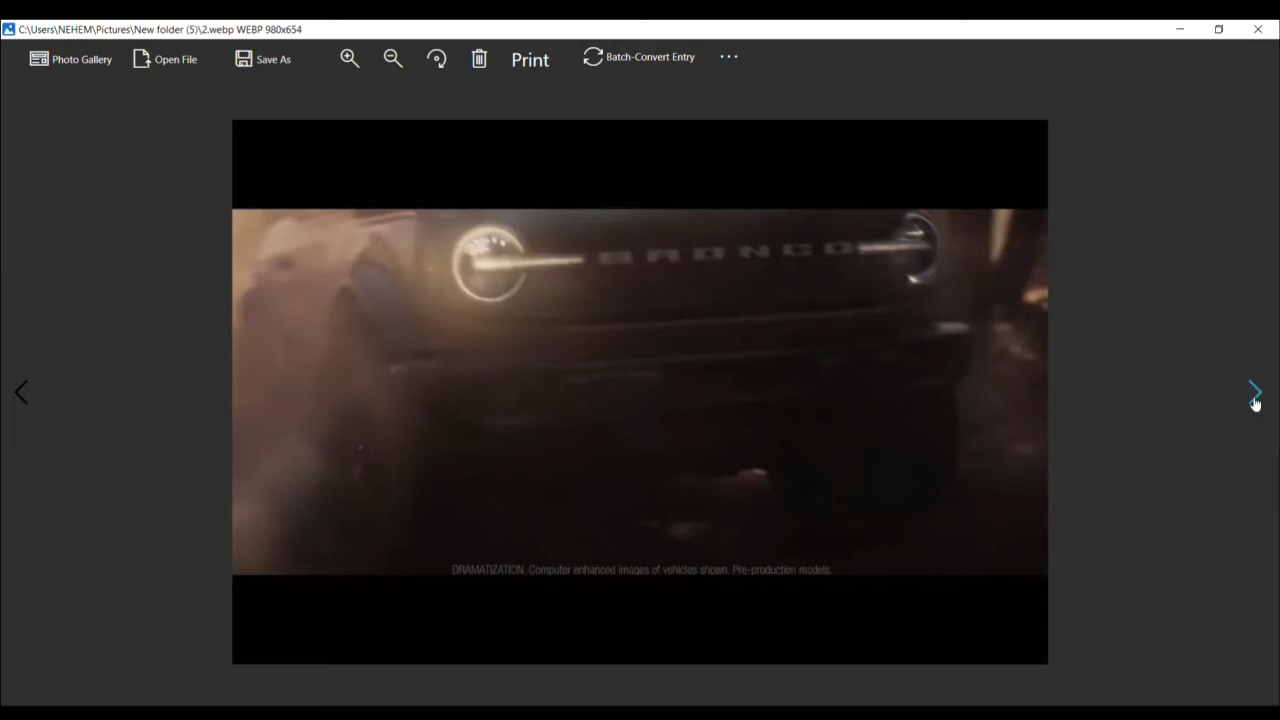 C:\Users\NEHEM\Pictures\New folder (5)\2.webp WEBP 980x654
Photo Gallery
Open File
Save As
Print
Batch-Convert Entry
BRONCO
DRAMATIZATION. Computer enhanced images of vehicles shown. Pre-production models.